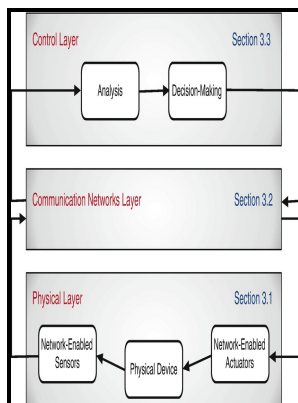 Control Layer Section 3.3
Analysis Decision-Making
Communication Networks Layer Section 3.2
Physical Layer Section 3.1
Network-Enabled
Sensors
Physical Device
Network-Enabled
Actuators